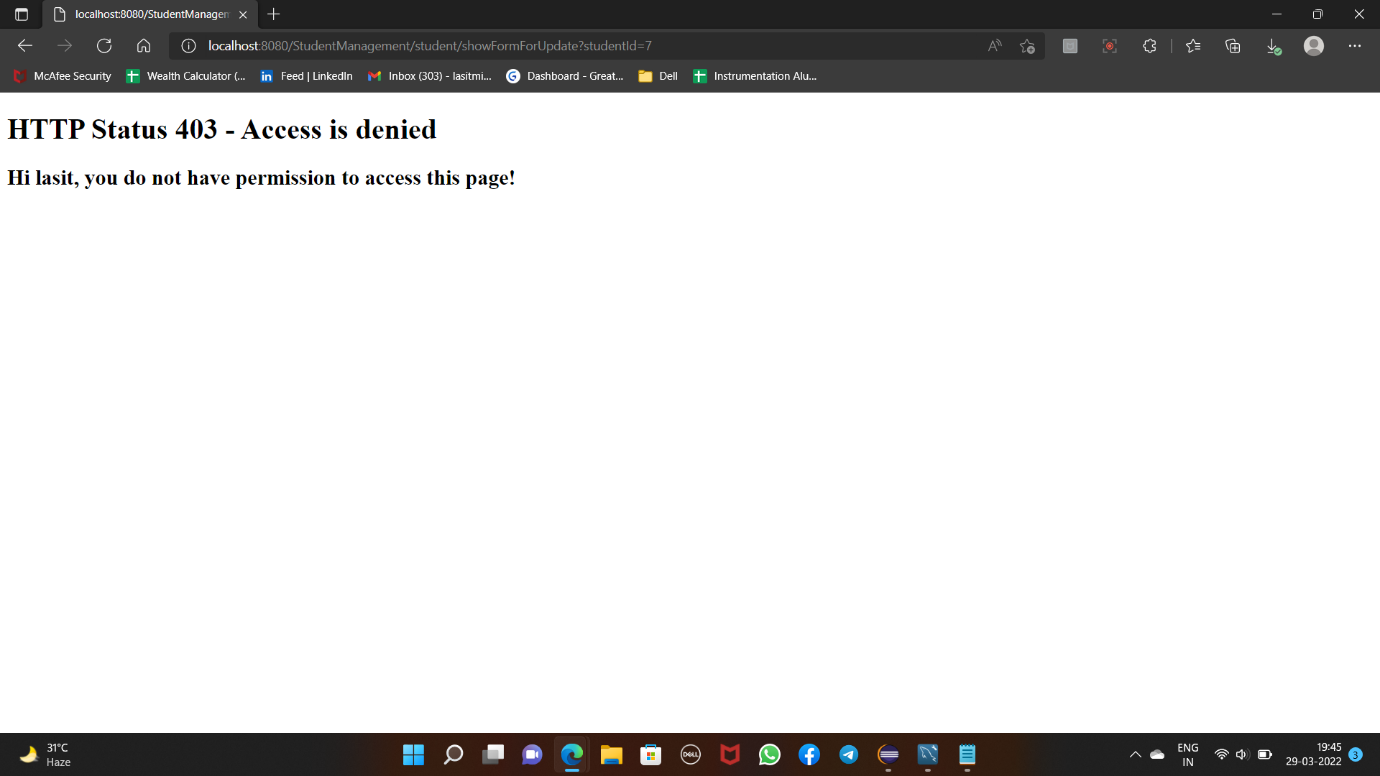 localhost:8080/StudentManagem
localhost:8080/StudentManagement/student/showFormForUpdate?studentId=7
McAfee Security Wealth Calculator (... Feed | LinkedIn Inbox (303) - lasitmi... Dashboard - Great... Dell Instrumentation Alu...
HTTP Status 403 - Access is denied
Hi lasit, you do not have permission to access this page!
31°C
Haze
DELL
ENG
IN
19:45
29-03-2022
3